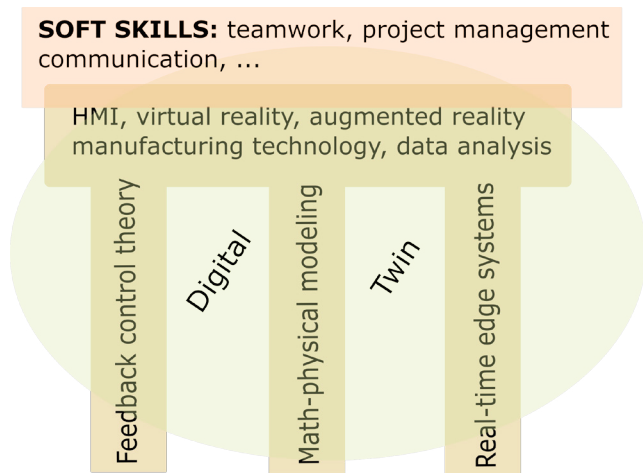 SOFT SKILLS: teamwork, project management
communication, ...
HMI, virtual reality, augmented reality
manufacturing technology, data analysis
Feedback control theory
Digital
Math-physical modeling
Twin
Real-time edge systems